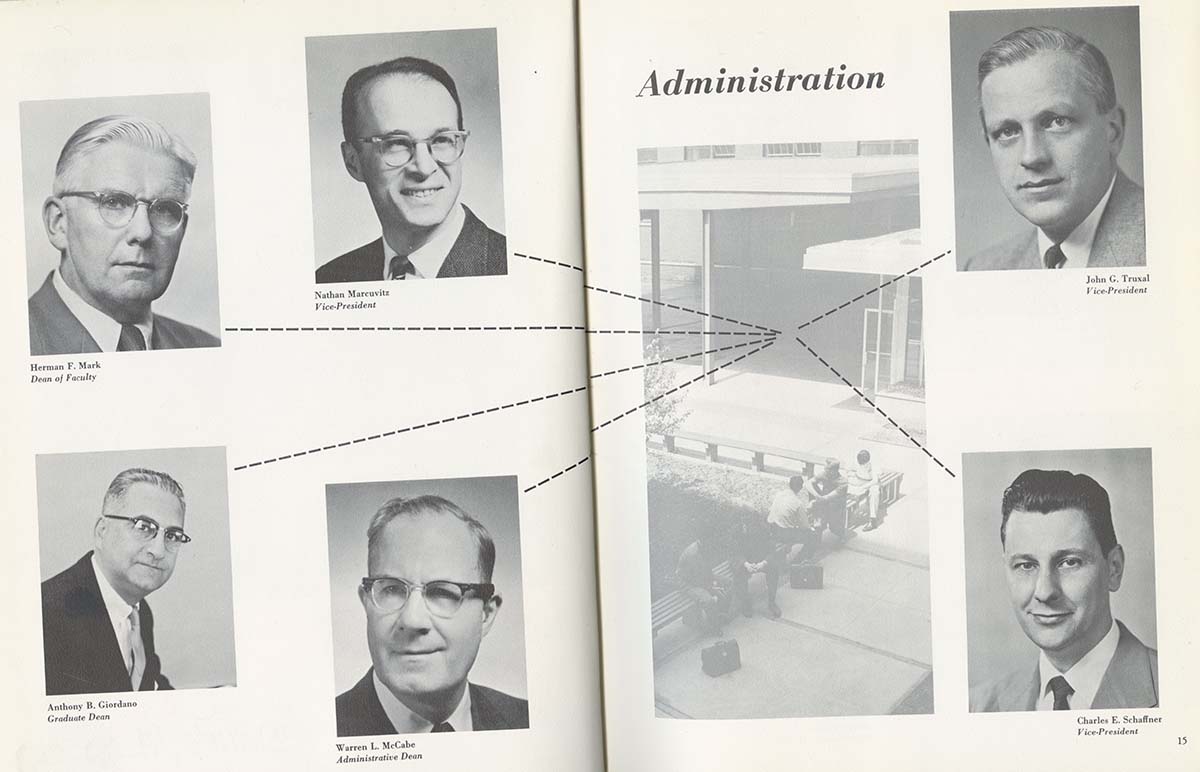 Administration
Nathan Marcuvitz
Vice-President
Herman F. Mark
Dean of Faculty
Anthony B. Giordano
Graduate Dean
Warren L. McCabe
Administrative Dean
John G. Truxal
Vice-President
Charles E. Schaffner
Vice-President
15